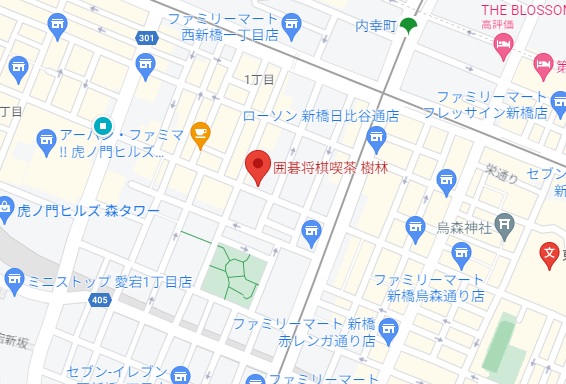 THE BLOSSOM
高評価
ファミリーマート
西新橋一丁目店
内幸町
301
1丁目
ファミリーマート
フレッサイン新橋店
ローソン 新橋日比谷通店
丁目
アーバン・ファミマ
!! 虎ノ門ヒルズ...
囲碁将棋喫茶 樹林
栄通り
セブン
虎ノ門ヒルズ 森タワー
烏森神社
文
ミニストップ 愛宕1丁目店
ファミリーマート
新橋烏森通り店
405
ファミリーマート 新橋
赤レンガ通り店
セブン-イレブン
ファミリーマート